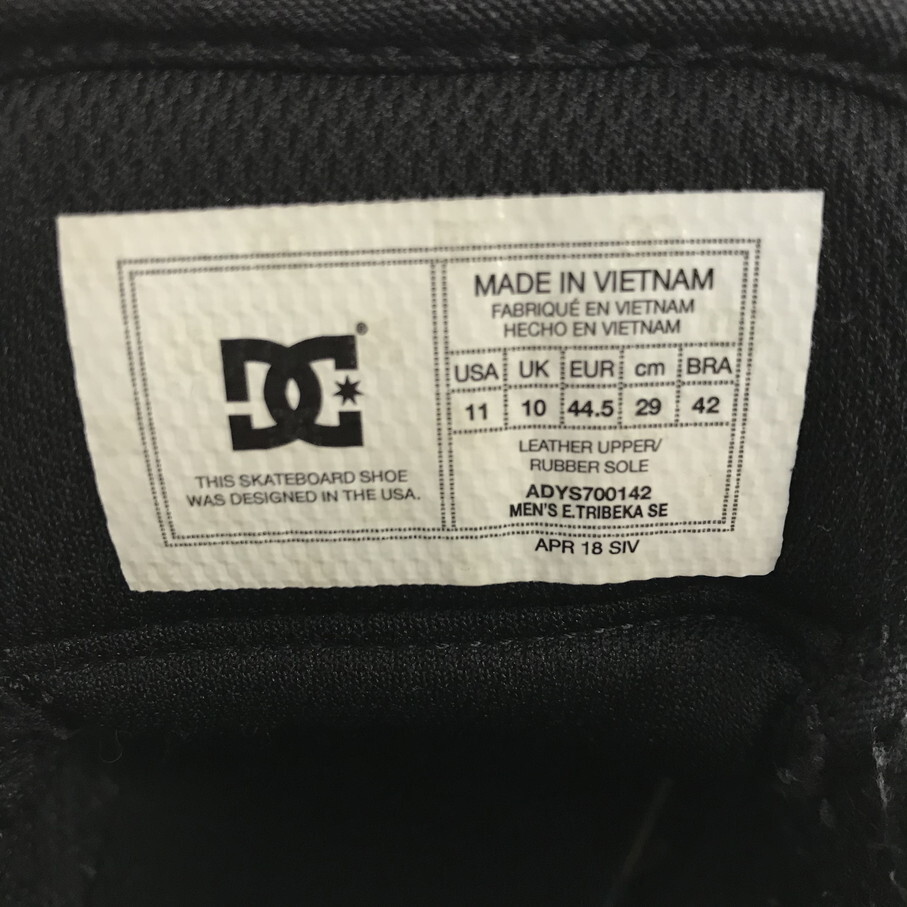 DC®
THIS SKATEBOARD SHOE
WAS DESIGNED IN THE USA.
MADE IN VIETNAM
FABRIQUÉ EN VIETNAM
HECHO EN VIETNAM
USA UK EUR cm BRA
11 10 44.5 29 42
LEATHER UPPER/
RUBBER SOLE
ADYS700142
MEN'S E.TRIBEKA SE
APR 18 SIV